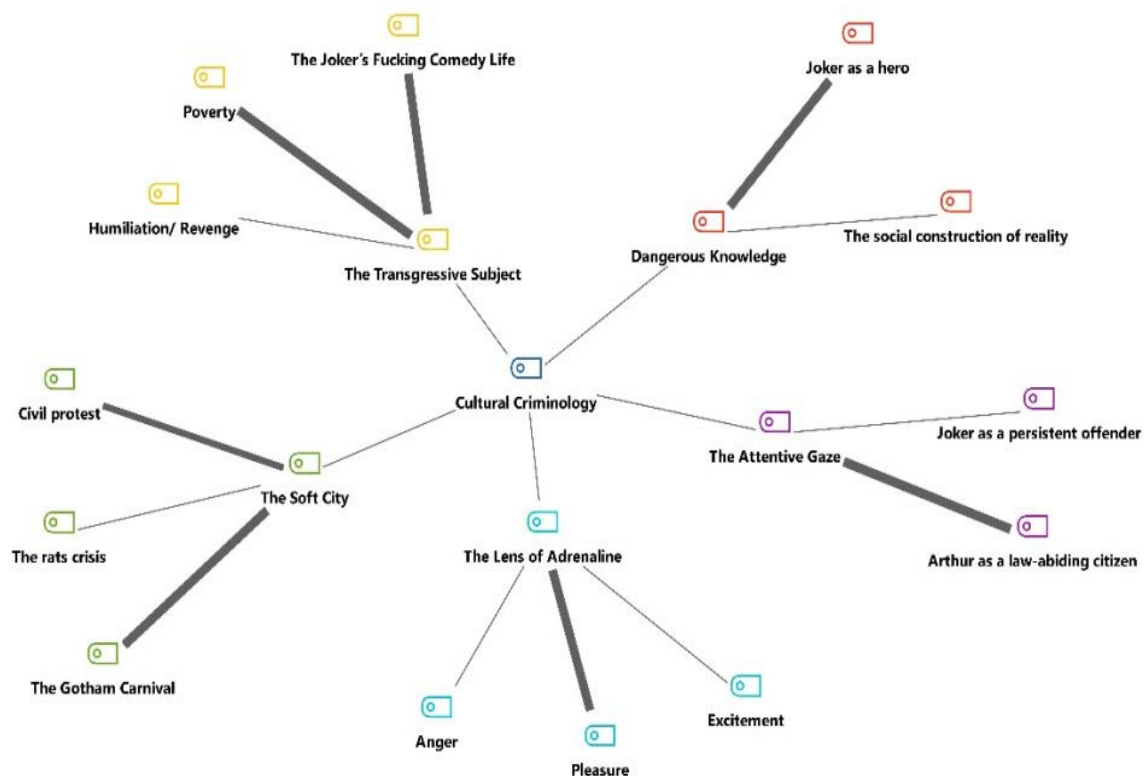 The Joker's Fucking Comedy Life
Joker as a hero
Poverty
Humiliation/ Revenge
The social construction of reality
Dangerous Knowledge
The Transgressive Subject
Cultural Criminology
Civil protest
Joker as a persistent offender
The Attentive Gaze
The Soft City
The rats crisis
The Lens of Adrenaline
Arthur as a law-abiding citizen
The Gotham Carnival
Excitement
Anger
Pleasure